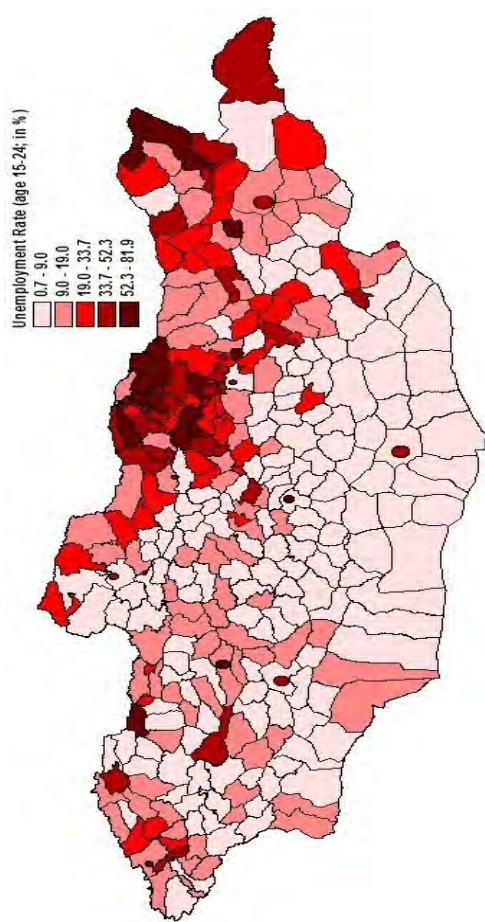 Unemployment Rate (age 15-24; in %)
0.7 - 9.0
9.0 - 19.0
19.0 - 33.7
33.7 - 52.3
52.3 - 81.9